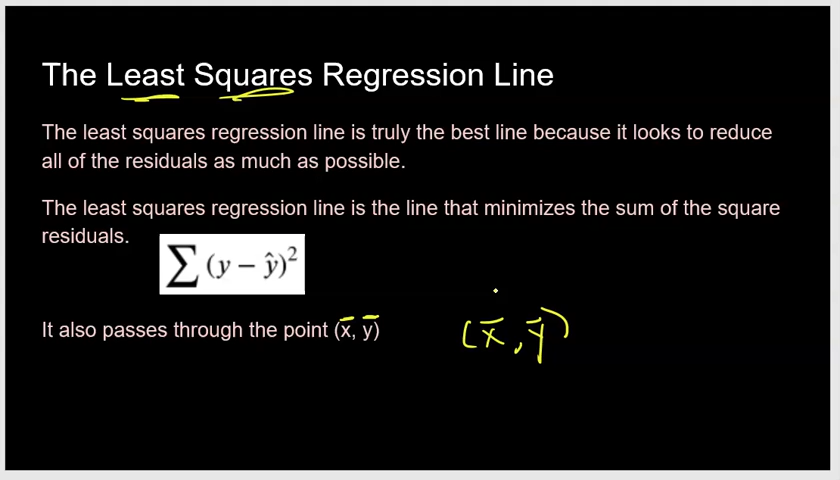 The Least Squares Regression Line
The least squares regression line is truly the best line because it looks to reduce
all of the residuals as much as possible.
The least squares regression line is the line that minimizes the sum of the square
residuals.
∑ (y − ŷ)²
It also passes through the point (x̄, ȳ)
(x̄, ȳ)